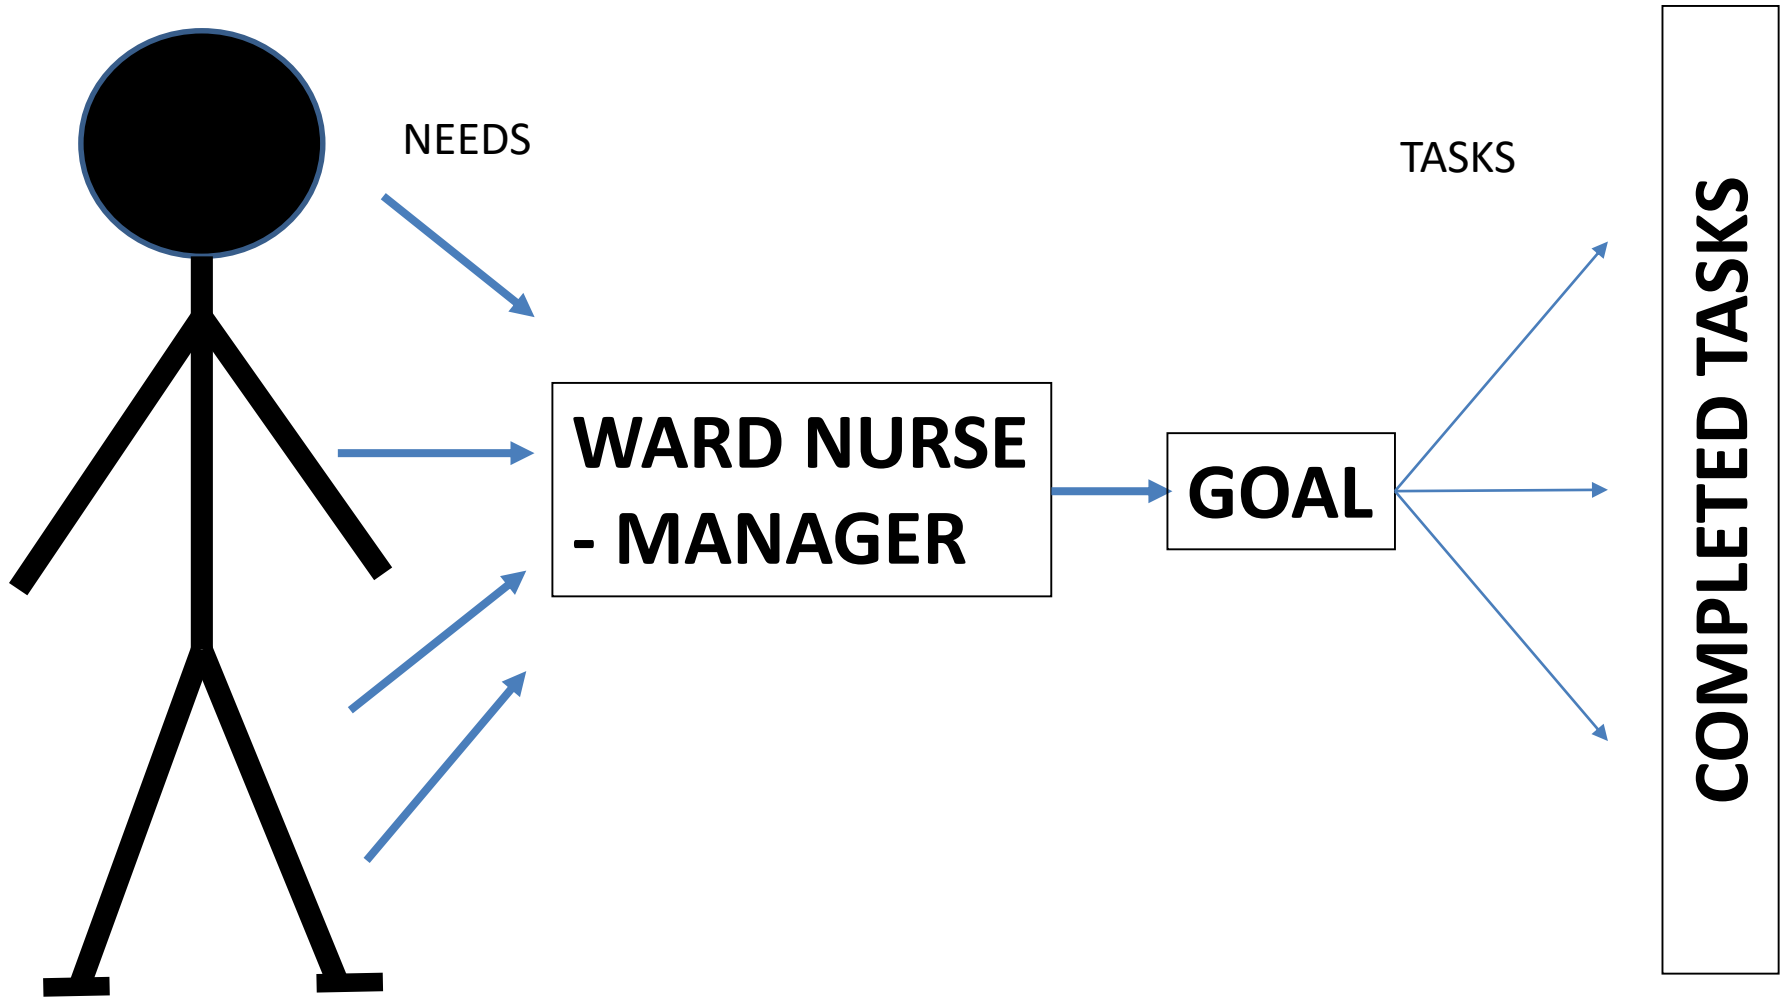 NEEDS
TASKS
WARD NURSE
- MANAGER
GOAL
COMPLETED TASKS